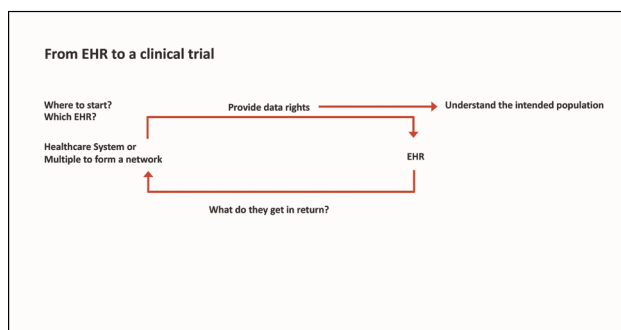 From EHR to a clinical trial
Where to start?
Which EHR?
Provide data rights
Understand the intended population
Healthcare System or
Multiple to form a network
EHR
What do they get in return?